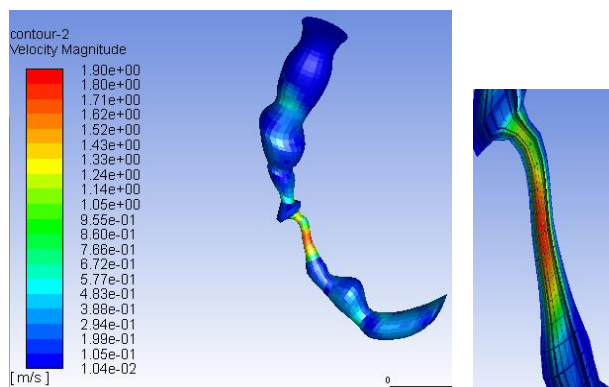 contour-2
Velocity Magnitude
1.90e+00
1.80e+00
1.71e+00
1.62e+00
1.52e+00
1.43e+00
1.33e+00
1.24e+00
1.14e+00
1.05e+00
9.55e-01
8.60e-01
7.66e-01
6.72e-01
5.77e-01
4.83e-01
3.88e-01
2.94e-01
1.99e-01
1.05e-01
1.04e-02
[ m/s ]
0